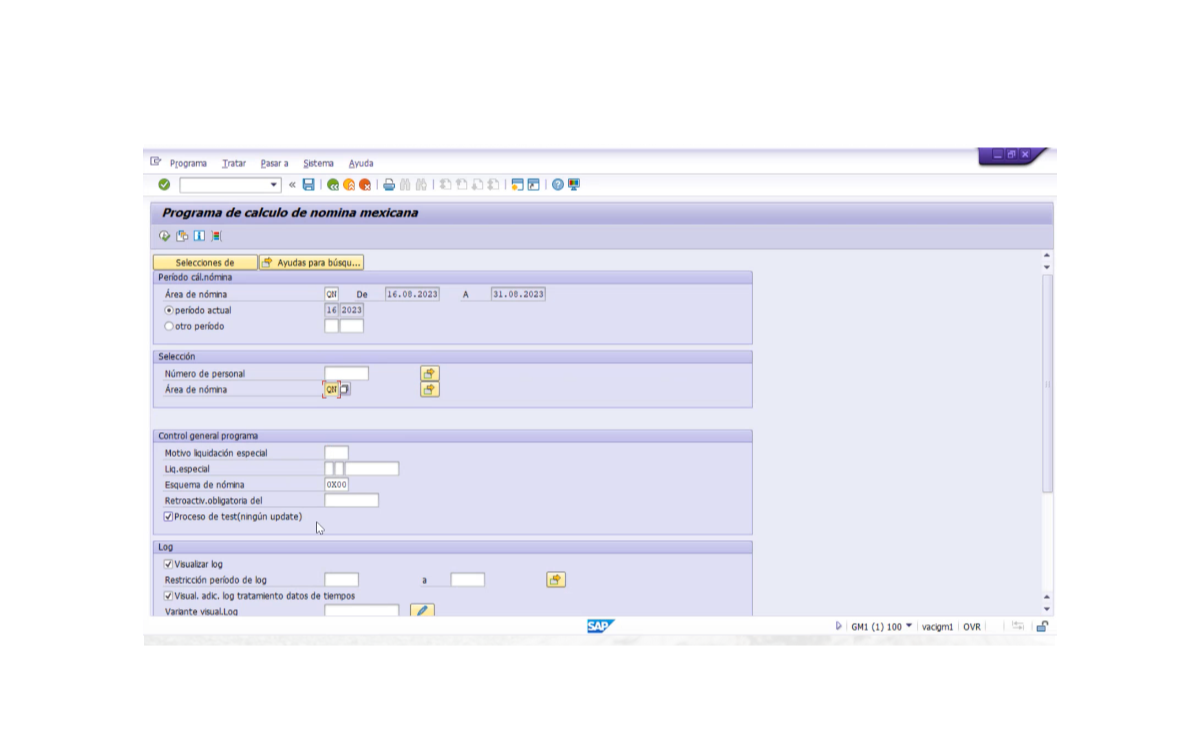 Programa Tratar Pasar a Sistema Ayuda
Programa de calculo de nomina mexicana
Selecciones de Ayudas para búsqu...
Período cál.nómina
Área de nómina QN De 16.08.2023 A 31.08.2023
período actual 16 2023
otro período
Selección
Número de personal
Área de nómina QN
Control general programa
Motivo liquidación especial
Liq.especial
Esquema de nómina 0X00
Retroactiv.obligatoria del
Proceso de test(ningún update)
Log
Visualizar log
Restricción período de log a
Visual. adic. log tratamiento datos de tiempos
Variante visual.Log
SAP GM1 (1) 100 vacigm1 OVR